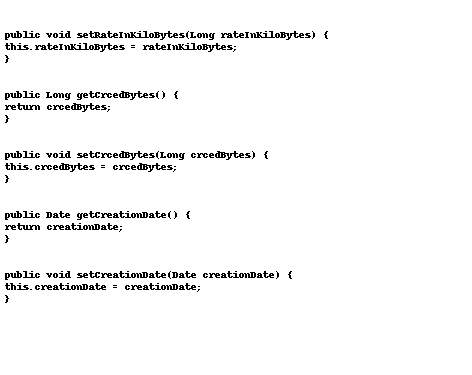 public void setRateInKiloBytes(Long rateInKiloBytes) {
this.rateInKiloBytes = rateInKiloBytes;
}
public Long getCrcedBytes() {
return crcedBytes;
}
public void setCrcedBytes(Long crcedBytes) {
this.crcedBytes = crcedBytes;
}
public Date getCreationDate() {
return creationDate;
}
public void setCreationDate(Date creationDate) {
this.creationDate = creationDate;
}